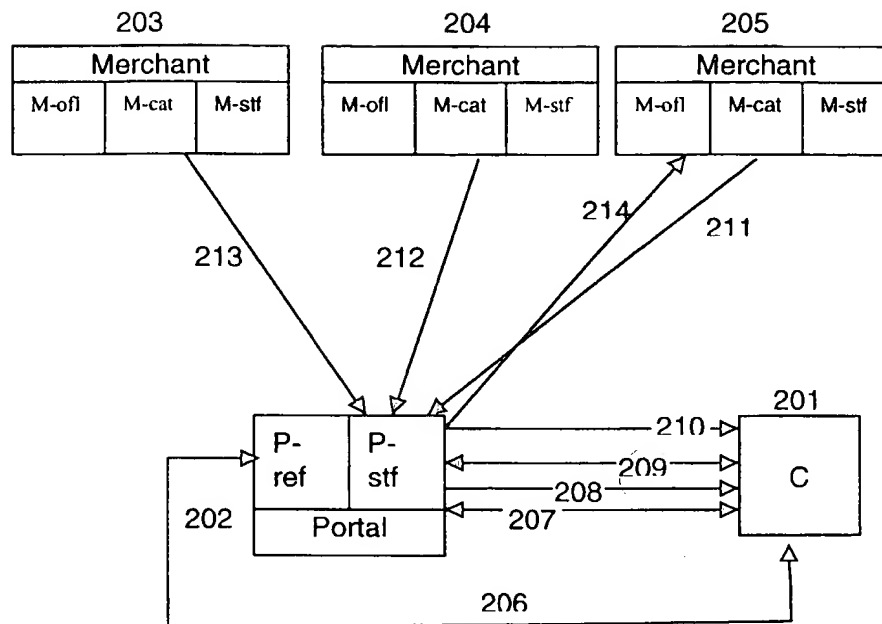 203 204 205
Merchant Merchant Merchant
M-ofl M-cat M-stf M-ofl M-cat M-stf M-ofl M-cat M-stf
214
211
213 212
201
P-ref P-stf
210
209
C
208
202 Portal 207
206